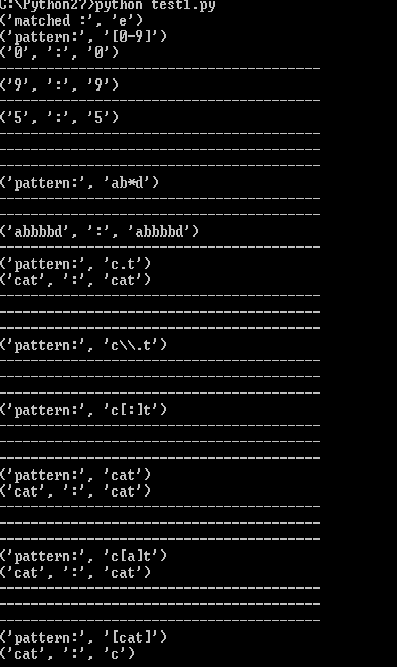 C:\Python27>python test1.py
('matched :', 'e')
('pattern:', '[0-9]')
('0', ':', '0')
----------------------------------------
('9', ':', '9')
----------------------------------------
('5', ':', '5')
----------------------------------------
----------------------------------------
----------------------------------------
('pattern:', 'ab*d')
----------------------------------------
----------------------------------------
('abbbbd', ':', 'abbbbd')
----------------------------------------
('pattern:', 'c.t')
('cat', ':', 'cat')
----------------------------------------
----------------------------------------
----------------------------------------
('pattern:', 'c\\.t')
----------------------------------------
----------------------------------------
----------------------------------------
('pattern:', 'c[:]t')
----------------------------------------
----------------------------------------
----------------------------------------
('pattern:', 'cat')
('cat', ':', 'cat')
----------------------------------------
----------------------------------------
----------------------------------------
('pattern:', 'c[a]t')
('cat', ':', 'cat')
----------------------------------------
----------------------------------------
----------------------------------------
('pattern:', '[cat]')
('cat', ':', 'c')